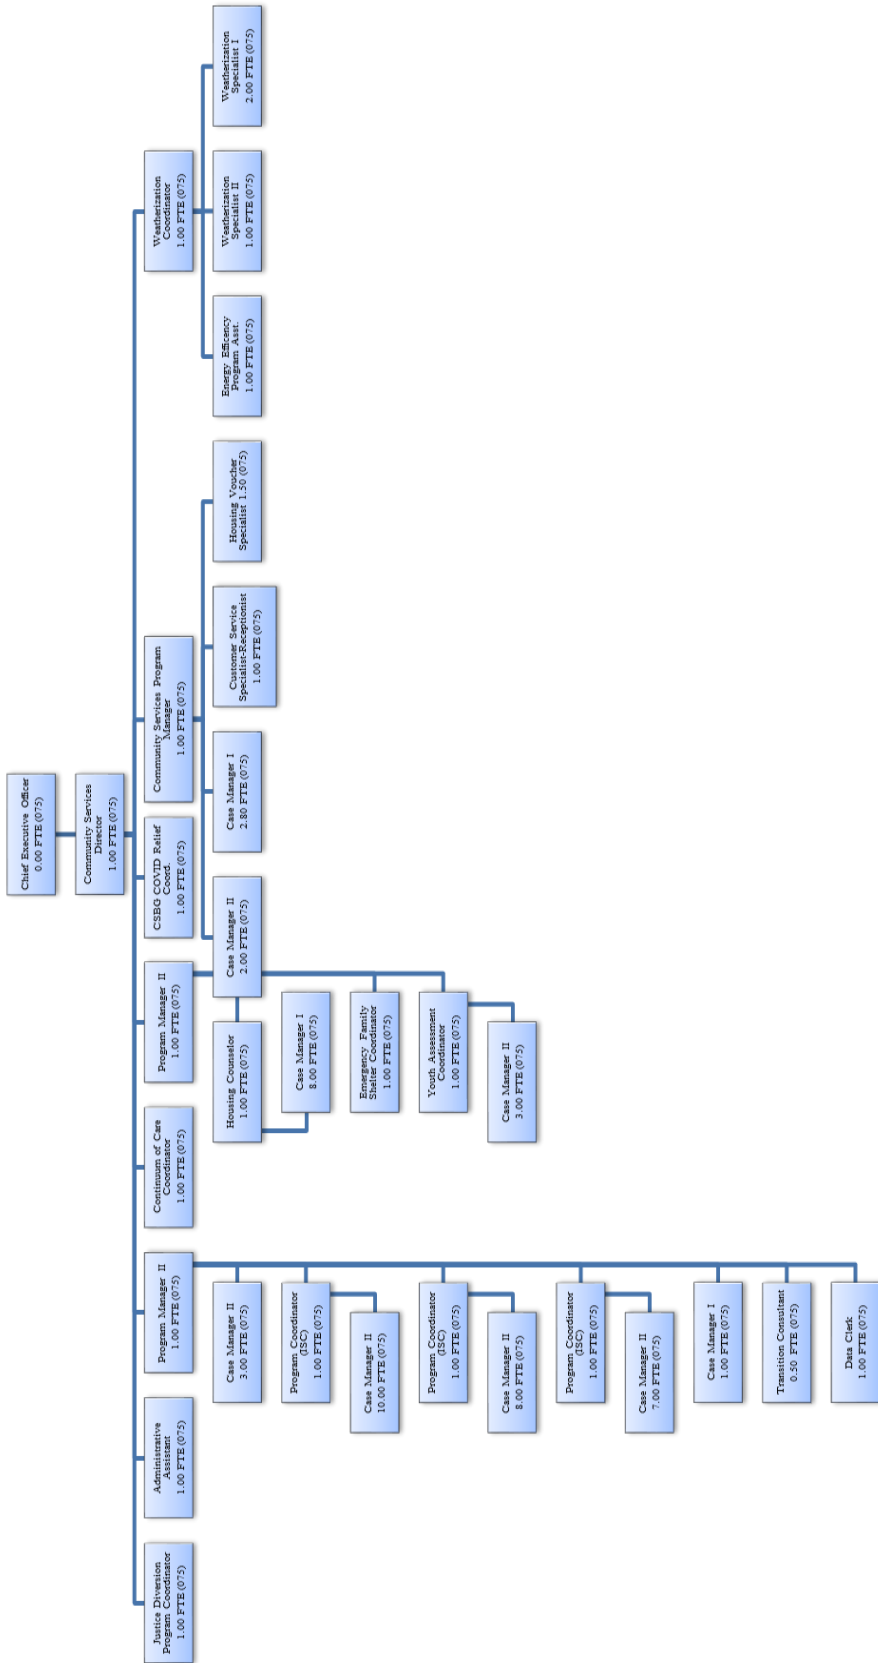 Chief Executive Officer
0.00 FTE (075)
Community Services
Director
1.00 FTE (075)
Justice Diversion
Program Coordinator
1.00 FTE (075)
Administrative
Assistant
1.00 FTE (075)
Program Manager II
1.00 FTE (075)
Continuum of Care
Coordinator
1.00 FTE (075)
Program Manager II
1.00 FTE (075)
CSBG COVID Relief
Coord.
1.00 FTE (075)
Community Services Program
Manager
1.00 FTE (075)
Weatherization
Coordinator
1.00 FTE (075)
Case Manager II
3.00 FTE (075)
Program Coordinator
(ISC)
1.00 FTE (075)
Case Manager II
10.00 FTE (075)
Program Coordinator
(ISC)
1.00 FTE (075)
Case Manager II
8.00 FTE (075)
Program Coordinator
(ISC)
1.00 FTE (075)
Case Manager II
7.00 FTE (075)
Case Manager I
1.00 FTE (075)
Transition Consultant
0.50 FTE (075)
Data Clerk
1.00 FTE (075)
Housing Counselor
1.00 FTE (075)
Case Manager I
8.00 FTE (075)
Emergency Family
Shelter Coordinator
1.00 FTE (075)
Youth Assessment
Coordinator
1.00 FTE (075)
Case Manager II
3.00 FTE (075)
Case Manager II
2.00 FTE (075)
Case Manager I
2.80 FTE (075)
Customer Service
Specialist-Receptionist
1.00 FTE (075)
Housing Voucher
Specialist 1.50 (075)
Energy Efficency
Program Asst.
1.00 FTE (075)
Weatherization
Specialist II
1.00 FTE (075)
Weatherization
Specialist I
2.00 FTE (075)